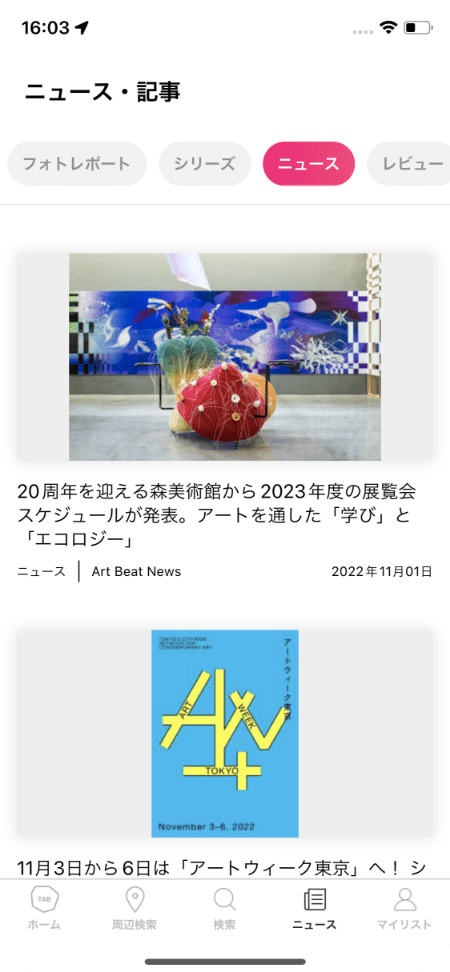 16:03
ニュース・記事
フォトレポート
シリーズ
ニュース
レビュー
20周年を迎える森美術館から2023年度の展覧会
スケジュールが発表。アートを通した「学び」と
「エコロジー」
ニュース
Art Beat News
2022年11月01日
TOKYO'S CITYWIDE
INITIATIVE FOR
CONTEMPORARY ART
アートウィーク東京
ART
WEEK
TOKYO
November 3–6, 2022
11月3日から6日は「アートウィーク東京」へ！ シ
TAB
ホーム
周辺検索
検索
ニュース
マイリスト